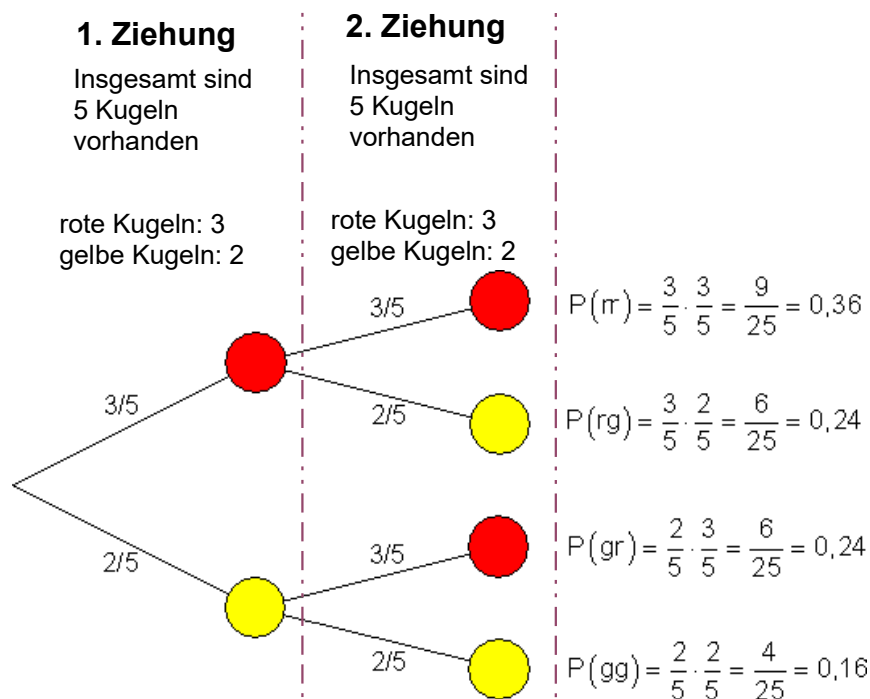 1. Ziehung
Insgesamt sind
5 Kugeln
vorhanden
rote Kugeln: 3
gelbe Kugeln: 2
2. Ziehung
Insgesamt sind
5 Kugeln
vorhanden
rote Kugeln: 3
gelbe Kugeln: 2
3/5
2/5
3/5
2/5
3/5
2/5
P(rr) = 3/5 · 3/5 = 9/25 = 0,36
P(rg) = 3/5 · 2/5 = 6/25 = 0,24
P(gr) = 2/5 · 3/5 = 6/25 = 0,24
P(gg) = 2/5 · 2/5 = 4/25 = 0,16